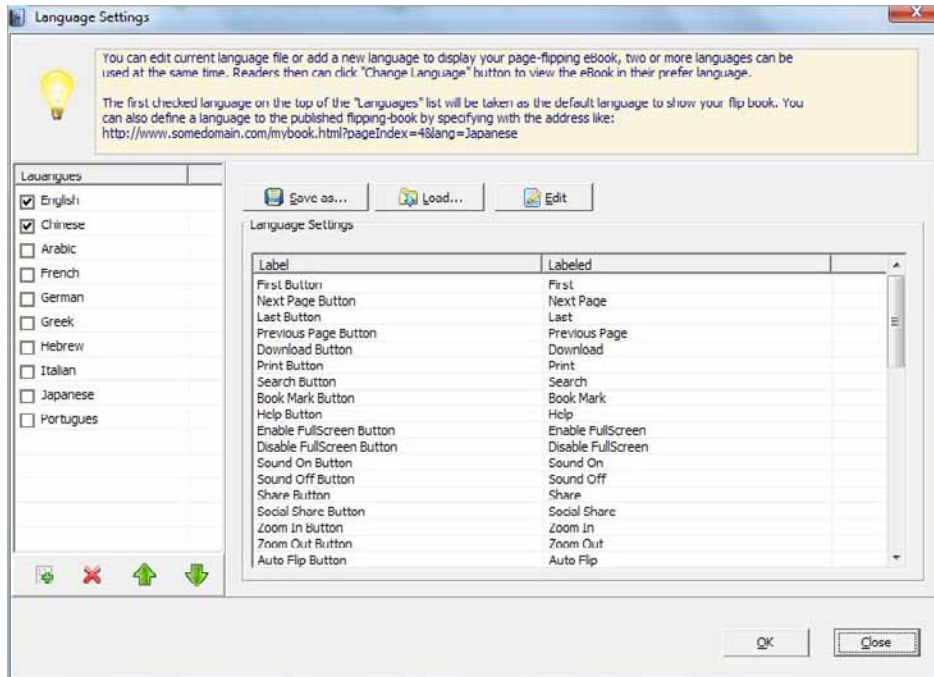 Language Settings
You can edit current language file or add a new language to display your page-flipping eBook, two or more languages can be
used at the same time. Readers then can click "Change Language" button to view the eBook in their prefer language.
The first checked language on the top of the "Languages" list will be taken as the default language to show your flip book. You
can also define a language to the published flipping-book by specifying with the address like:
http://www.somedomain.com/mybook.html?pageIndex=4&lang=Japanese
Lauangues
English
Chinese
Arabic
French
German
Greek
Hebrew
Italian
Japanese
Portugues
Save as... Load... Edit
Language Settings
Label Labeled
First Button First
Next Page Button Next Page
Last Button Last
Previous Page Button Previous Page
Download Button Download
Print Button Print
Search Button Search
Book Mark Button Book Mark
Help Button Help
Enable FullScreen Button Enable FullScreen
Disable FullScreen Button Disable FullScreen
Sound On Button Sound On
Sound Off Button Sound Off
Share Button Share
Social Share Button Social Share
Zoom In Button Zoom In
Zoom Out Button Zoom Out
Auto Flip Button Auto Flip
OK Close